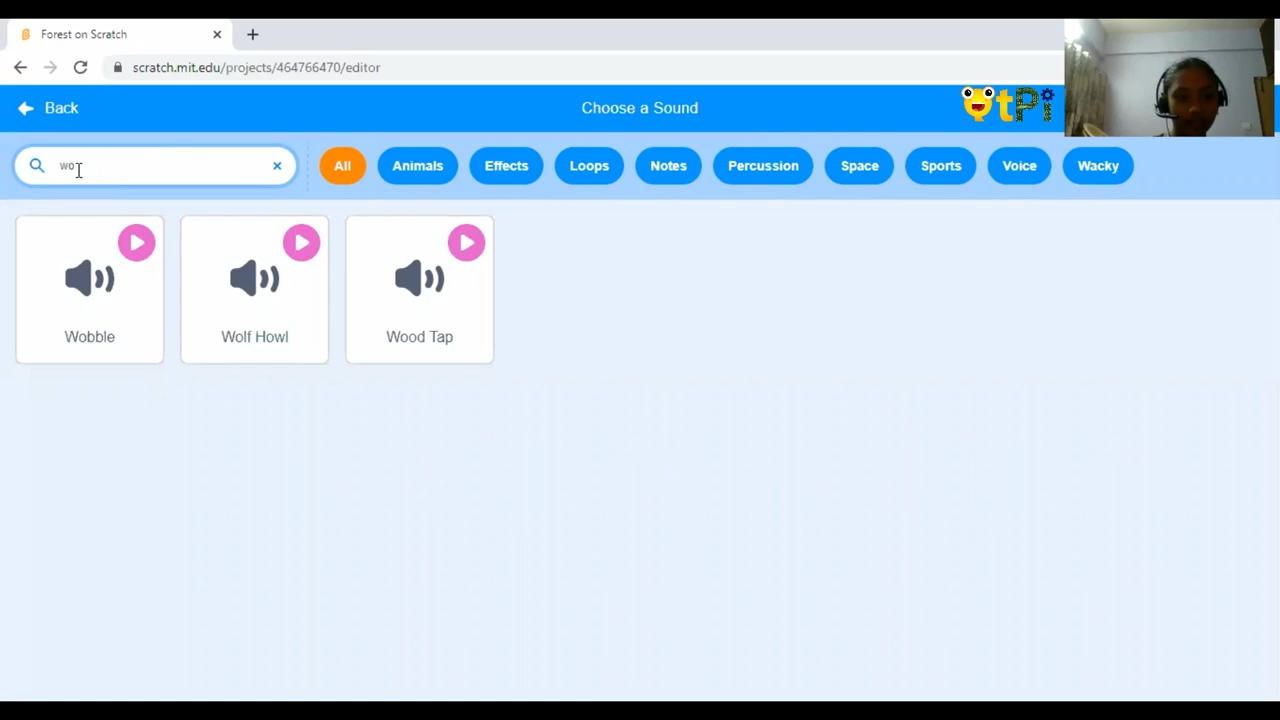 Forest on Scratch
scratch.mit.edu/projects/464766470/editor
Back
Choose a Sound
QtPi
wo
All
Animals
Effects
Loops
Notes
Percussion
Space
Sports
Voice
Wacky
Wobble
Wolf Howl
Wood Tap